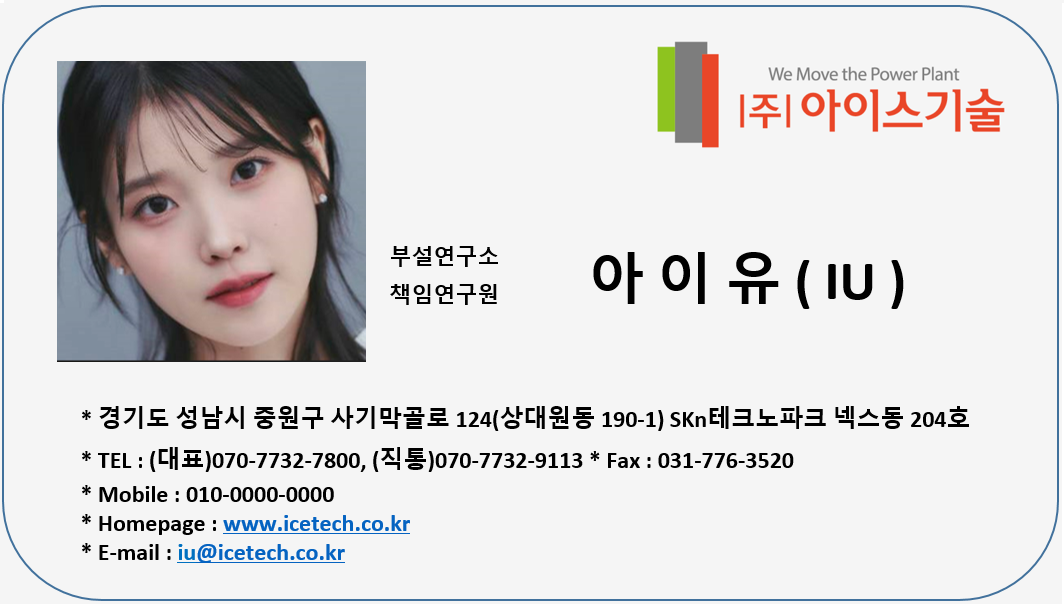 We Move the Power Plant
|주| 아이스기술
부설연구소
책임연구원
아 이 유 ( IU )
* 경기도 성남시 중원구 사기막골로 124(상대원동 190-1) SKn테크노파크 넥스동 204호
* TEL : (대표)070-7732-7800, (직통)070-7732-9113 * Fax : 031-776-3520
* Mobile : 010-0000-0000
* Homepage : www.icetech.co.kr
* E-mail : iu@icetech.co.kr